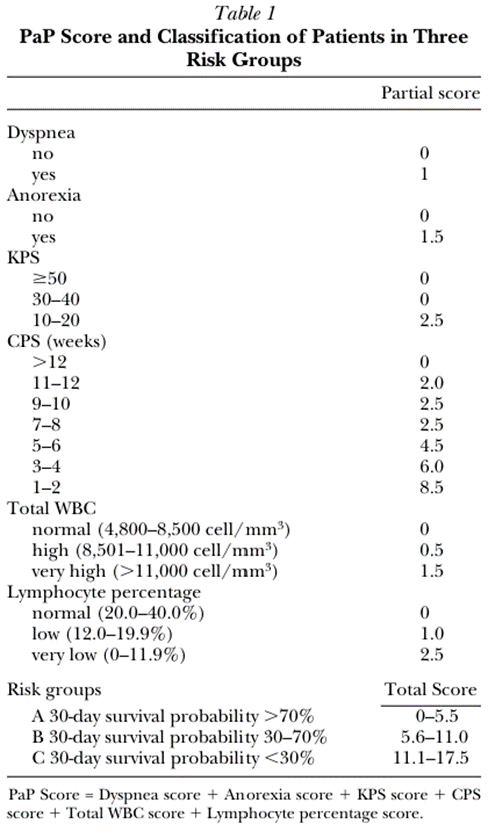 Table 1
PaP Score and Classification of Patients in Three
Risk Groups
Partial score
Dyspnea
no 0
yes 1
Anorexia
no 0
yes 1.5
KPS
≥50 0
30–40 0
10–20 2.5
CPS (weeks)
>12 0
11–12 2.0
9–10 2.5
7–8 2.5
5–6 4.5
3–4 6.0
1–2 8.5
Total WBC
normal (4,800–8,500 cell/mm³) 0
high (8,501–11,000 cell/mm³) 0.5
very high (>11,000 cell/mm³) 1.5
Lymphocyte percentage
normal (20.0–40.0%) 0
low (12.0–19.9%) 1.0
very low (0–11.9%) 2.5
Risk groups Total Score
A 30-day survival probability >70% 0–5.5
B 30-day survival probability 30–70% 5.6–11.0
C 30-day survival probability <30% 11.1–17.5
PaP Score = Dyspnea score + Anorexia score + KPS score + CPS
score + Total WBC score + Lymphocyte percentage score.